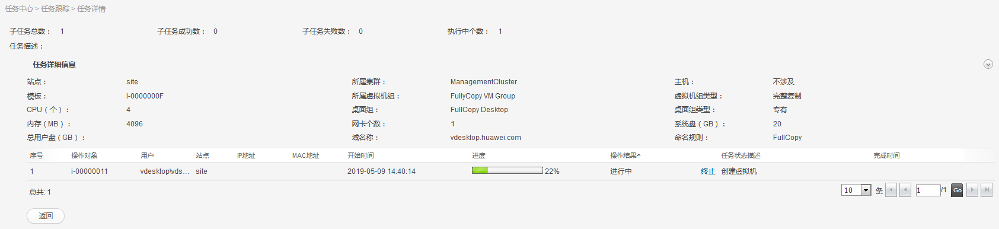 任务中心 > 任务跟踪 > 任务详情
子任务总数： 1 子任务成功数： 0 子任务失败数： 0 执行中个数： 1
任务描述：
任务详细信息
站点： site 所属集群： ManagementCluster 主机： 不涉及
模板： i-0000000F 所属虚拟机组： FullyCopy VM Group 虚拟机组类型： 完整复制
CPU（个）： 4 桌面组： FullCopy Desktop 桌面组类型： 专有
内存（MB）： 4096 网卡个数： 1 系统盘（GB）： 20
总用户盘（GB）： 域名称： vdesktop.huawei.com 命名规则： FullCopy
序号 操作对象 用户 站点 IP地址 MAC地址 开始时间 进度 操作结果 任务状态描述 完成时间
1 i-00000011 vdesktop\vds... site 2019-05-09 14:40:14 22% 进行中 终止 创建虚拟机
总共: 1 10 条 1 /1 Go
返回